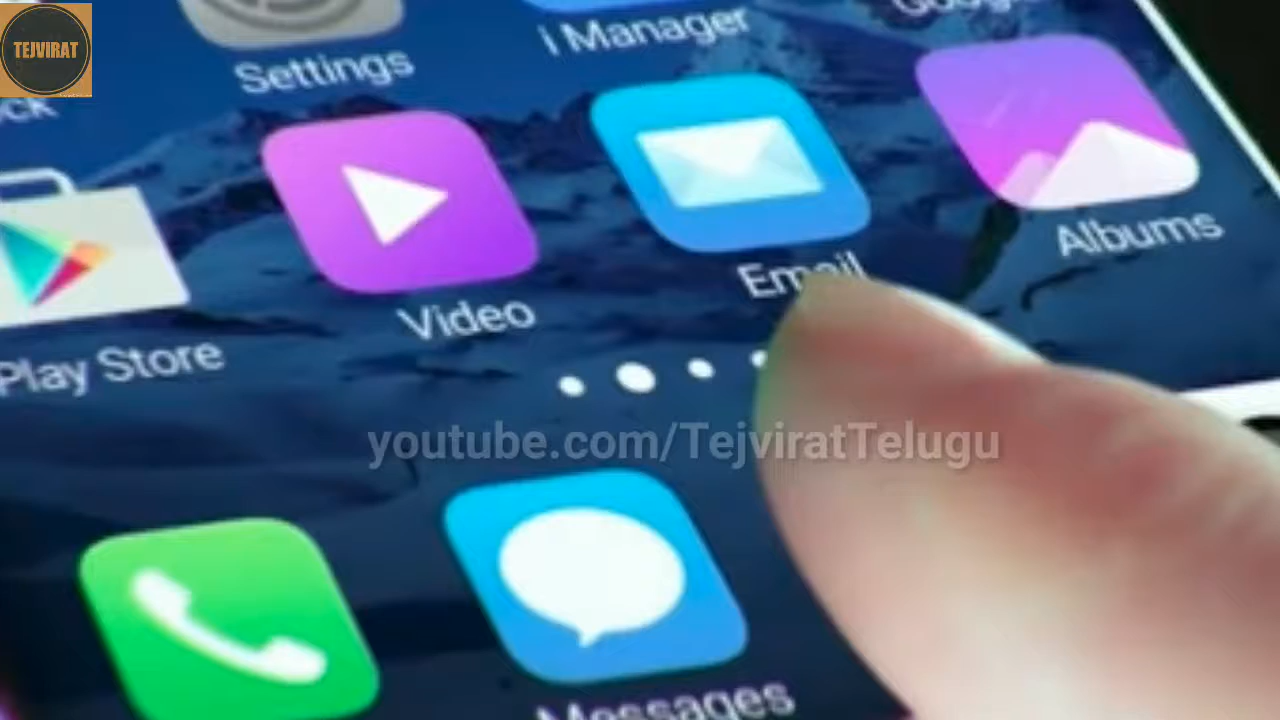 TEJVIRAT
Settings
i Manager
Video
Email
Albums
Play Store
youtube.com/TejviratTelugu
Messages